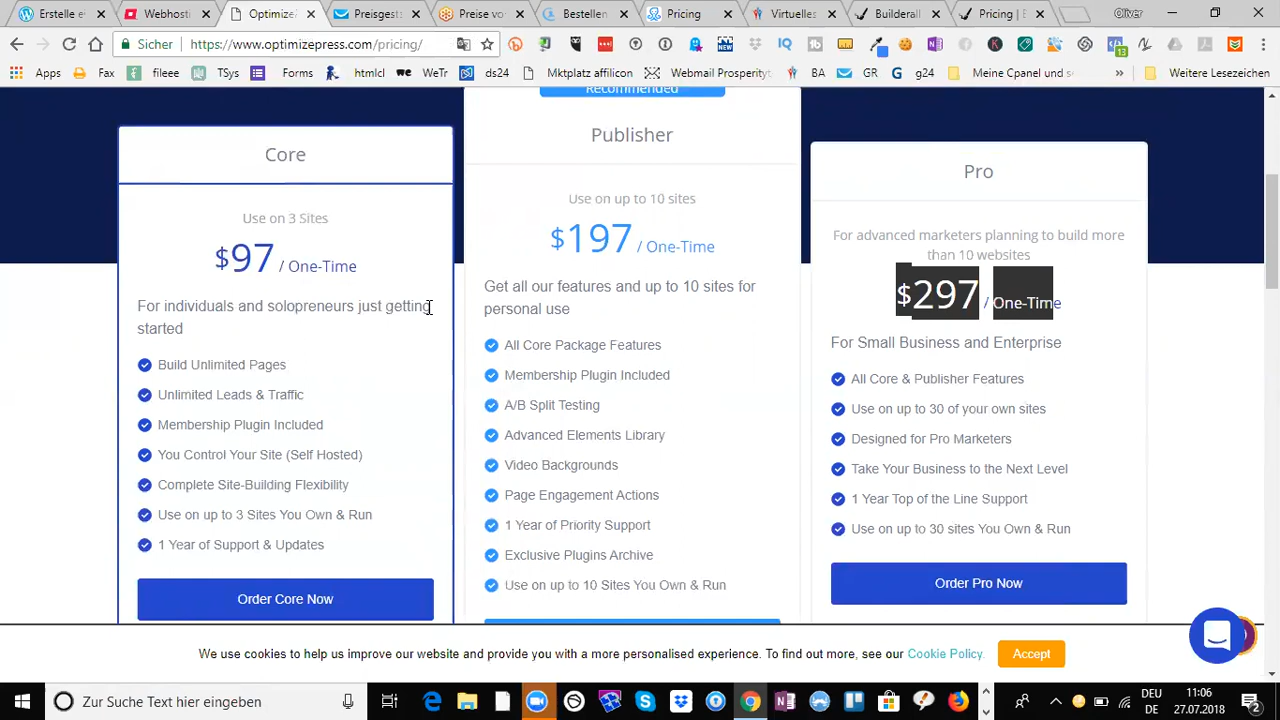 Erstelle ei
Webhosti
OptimizePr
Preisgest
Preise vo
Bestellen
Pricing
Virtuelles
Builderall
Pricing | B
Oliver
Sicher
https://www.optimizepress.com/pricing/
13
Apps
Fax
fileee
TSys
Forms
htmlcl
WeTr
ds24
Mktplatz affilicon
Webmail Prosperity
BA
GR
g24
Meine Cpanel und s
»
Weitere Lesezeichen
Recommended
Core
Use on 3 Sites
$97 / One-Time
For individuals and solopreneurs just getting
started
Build Unlimited Pages
Unlimited Leads & Traffic
Membership Plugin Included
You Control Your Site (Self Hosted)
Complete Site-Building Flexibility
Use on up to 3 Sites You Own & Run
1 Year of Support & Updates
Order Core Now
Publisher
Use on up to 10 sites
$197 / One-Time
Get all our features and up to 10 sites for
personal use
All Core Package Features
Membership Plugin Included
A/B Split Testing
Advanced Elements Library
Video Backgrounds
Page Engagement Actions
1 Year of Priority Support
Exclusive Plugins Archive
Use on up to 10 Sites You Own & Run
Pro
For advanced marketers planning to build more
than 10 websites
$297 / One-Time
For Small Business and Enterprise
All Core & Publisher Features
Use on up to 30 of your own sites
Designed for Pro Marketers
Take Your Business to the Next Level
1 Year Top of the Line Support
Use on up to 30 sites You Own & Run
Order Pro Now
We use cookies to help us improve our website and provide you with a more personalised experience. To find out more, see our Cookie Policy.
Accept
Zur Suche Text hier eingeben
DEU
DE
11:06
27.07.2018
2